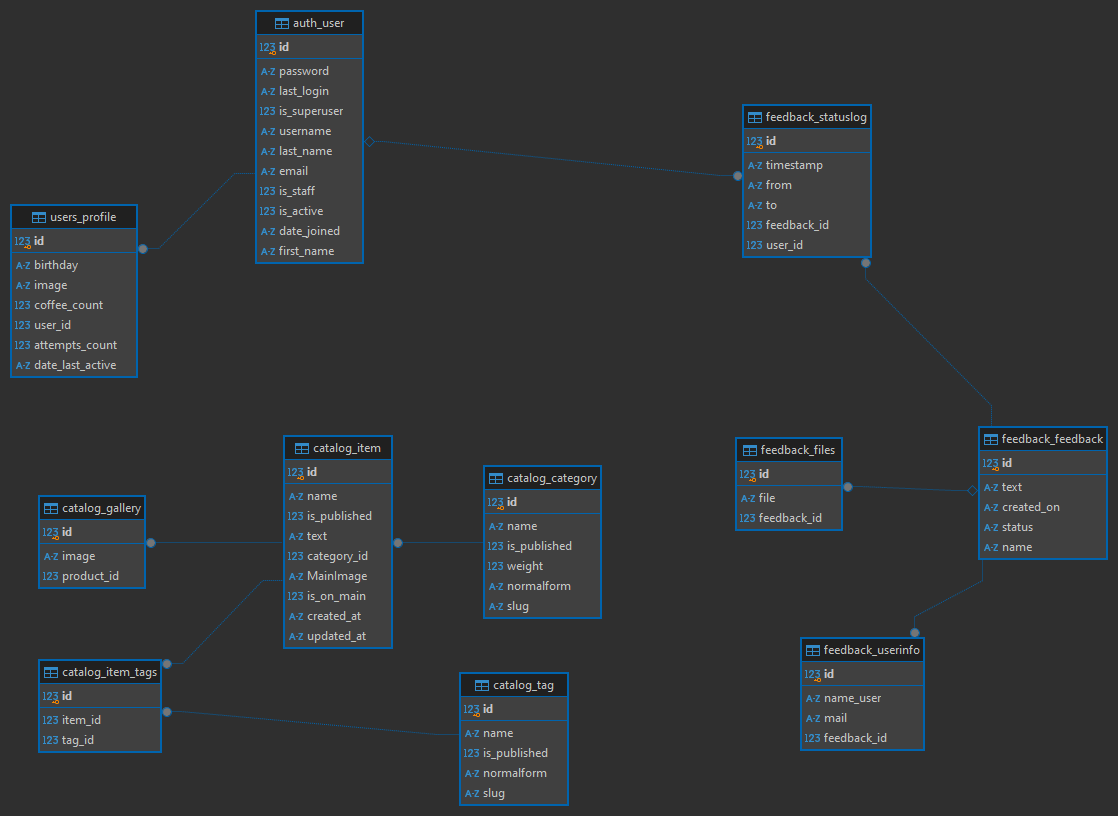 auth_user
123 id
A-Z password
A-Z last_login
123 is_superuser
A-Z username
A-Z last_name
A-Z email
123 is_staff
123 is_active
A-Z date_joined
A-Z first_name
feedback_statuslog
123 id
A-Z timestamp
A-Z from
A-Z to
123 feedback_id
123 user_id
users_profile
123 id
A-Z birthday
A-Z image
123 coffee_count
123 user_id
123 attempts_count
A-Z date_last_active
catalog_item
123 id
A-Z name
123 is_published
A-Z text
123 category_id
A-Z MainImage
123 is_on_main
A-Z created_at
A-Z updated_at
catalog_category
123 id
A-Z name
123 is_published
123 weight
A-Z normalform
A-Z slug
feedback_files
123 id
A-Z file
123 feedback_id
feedback_feedback
123 id
A-Z text
A-Z created_on
A-Z status
A-Z name
catalog_gallery
123 id
A-Z image
123 product_id
catalog_item_tags
123 id
123 item_id
123 tag_id
catalog_tag
123 id
A-Z name
123 is_published
A-Z normalform
A-Z slug
feedback_userinfo
123 id
A-Z name_user
A-Z mail
123 feedback_id